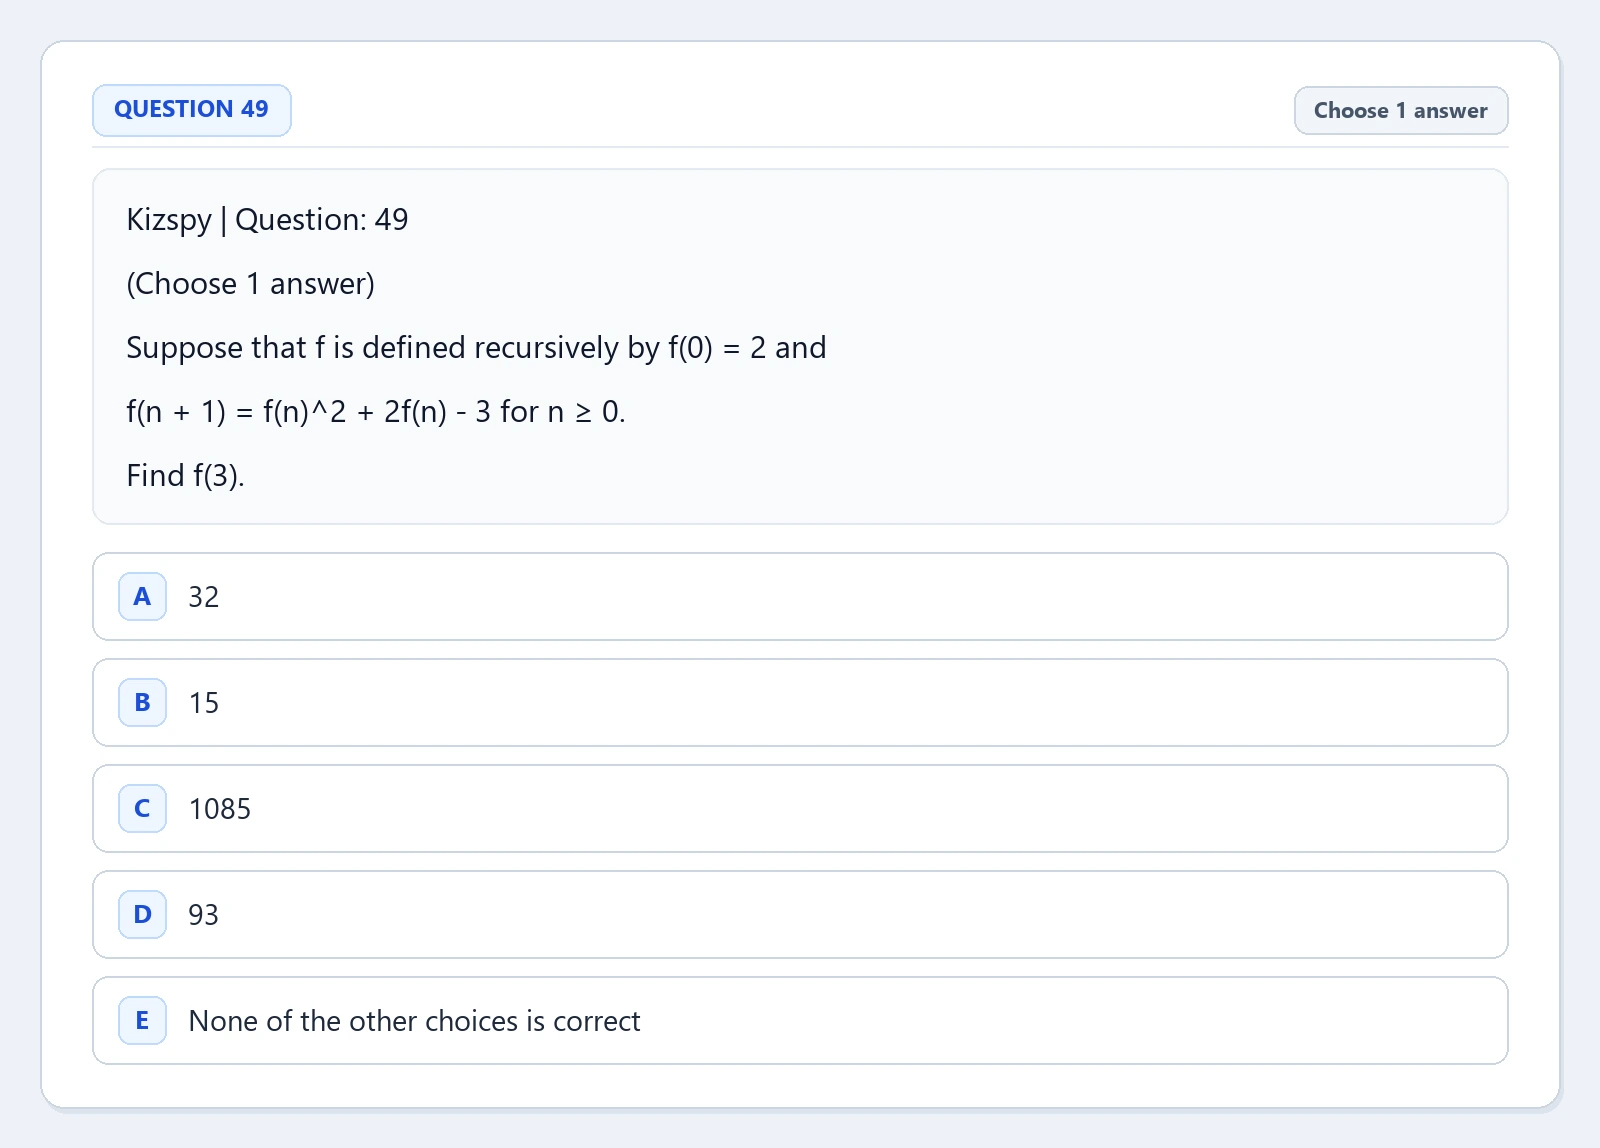 QUESTION 49
Choose 1 answer
Kizspy | Question: 49
(Choose 1 answer)
Suppose that f is defined recursively by f(0) = 2 and
f(n + 1) = f(n)^2 + 2f(n) - 3 for n ≥ 0.
Find f(3).
A 32
B 15
C 1085
D 93
E None of the other choices is correct